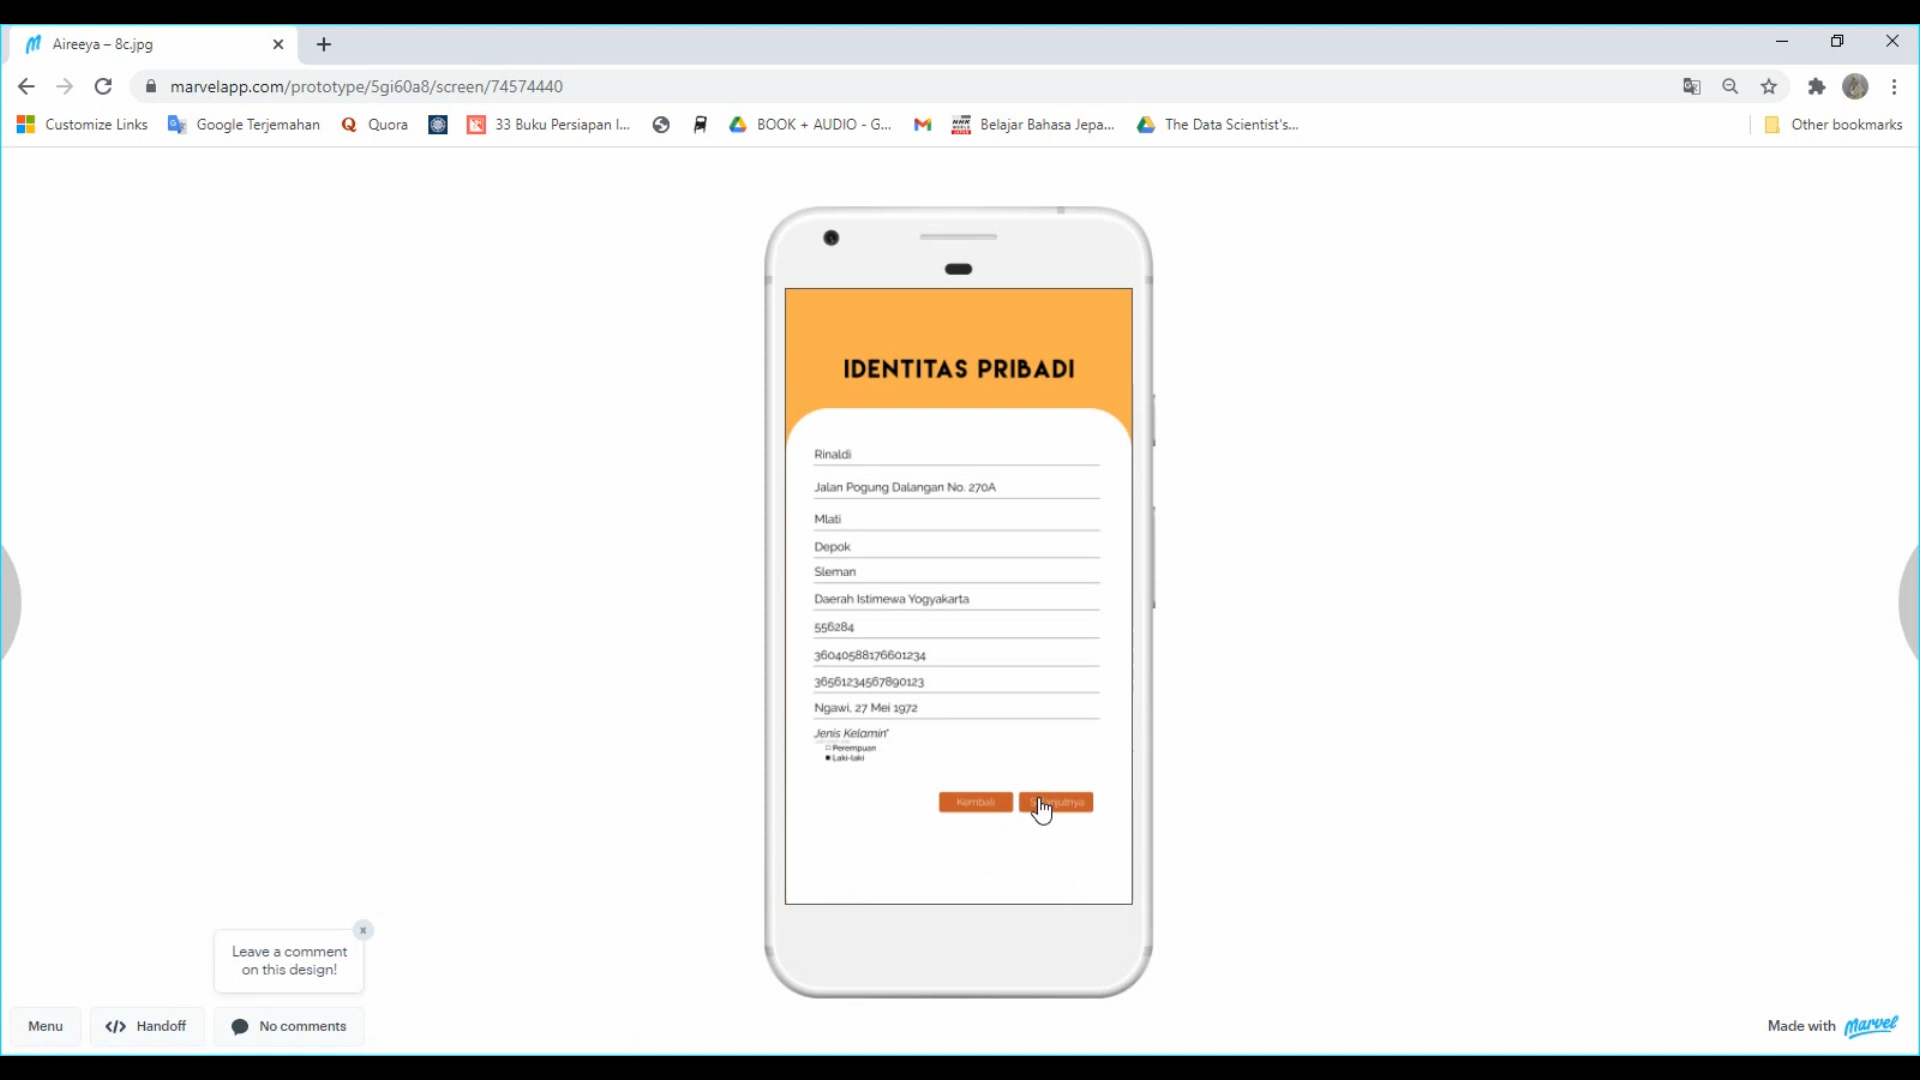 Aireeya – 8c.jpg
marvelapp.com/prototype/5gi60a8/screen/74574440
Customize Links
Google Terjemahan
Quora
33 Buku Persiapan I...
BOOK + AUDIO - G...
Belajar Bahasa Jepa...
The Data Scientist's...
Other bookmarks
IDENTITAS PRIBADI
Rinaldi
Jalan Pogung Dalangan No. 270A
Mlati
Depok
Sleman
Daerah Istimewa Yogyakarta
556284
36040588176601234
36561234567890123
Ngawi, 27 Mei 1972
Jenis Kelamin*
Perempuan
Laki-laki
Kembali
Leave a comment
on this design!
x
Menu
</> Handoff
No comments
Made with Marvel